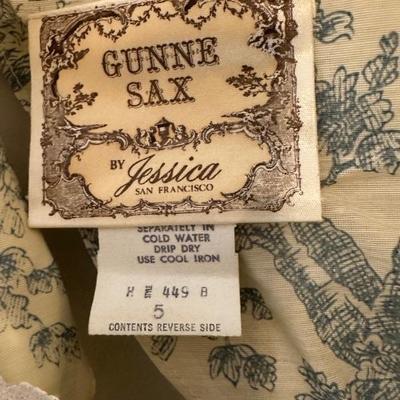 GUNNE
SAX
BY Jessica
SAN FRANCISCO
SEPARATELY IN
COLD WATER
DRIP DRY
USE COOL IRON
449 B
5
CONTENTS REVERSE SIDE